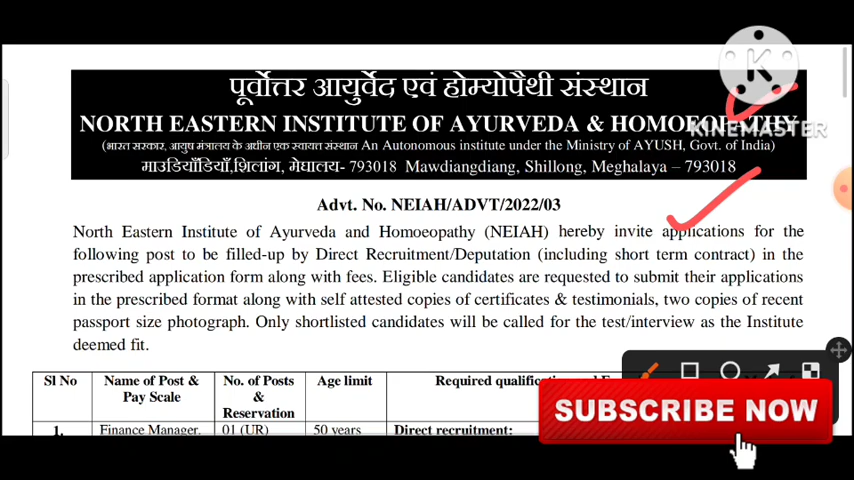 पूर्वोत्तर आयुर्वेद एवं होम्योपैथी संस्थान
NORTH EASTERN INSTITUTE OF AYURVEDA & HOMOEOPATHY
KINEMASTER
(भारत सरकार, आयुष मंत्रालय के अधीन एक स्वायत संस्थान An Autonomous institute under the Ministry of AYUSH, Govt. of India)
माउडियाँडियाँ,शिलांग, मेघालय- 793018 Mawdiangdiang, Shillong, Meghalaya – 793018
Advt. No. NEIAH/ADVT/2022/03
North Eastern Institute of Ayurveda and Homoeopathy (NEIAH) hereby invite applications for the
following post to be filled-up by Direct Recruitment/Deputation (including short term contract) in the
prescribed application form along with fees. Eligible candidates are requested to submit their applications
in the prescribed format along with self attested copies of certificates & testimonials, two copies of recent
passport size photograph. Only shortlisted candidates will be called for the test/interview as the Institute
deemed fit.
Sl No Name of Post & Pay Scale No. of Posts & Reservation Age limit Required qualification
1. Finance Manager, 01 (UR) 50 years Direct recruitment:
SUBSCRIBE NOW